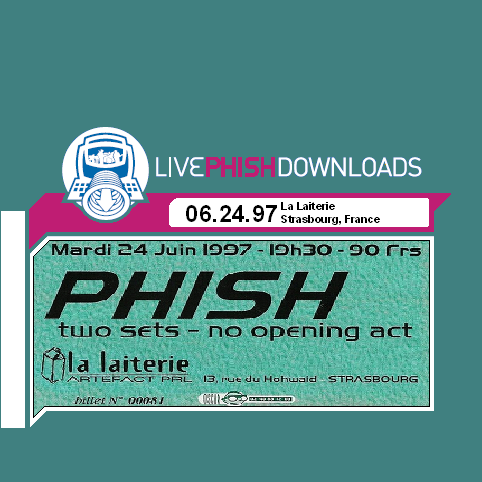 LIVEPHISHDOWNLOADS
06.24.97
La Laiterie
Strasbourg, France
Mardi 24 Juin 1997 - 19h30 - 90 Frs
PHISH
two sets - no opening act
la laiterie
ARTEFACT PRL 13, rue du Hohwald - STRASBOURG
billet N° 00051